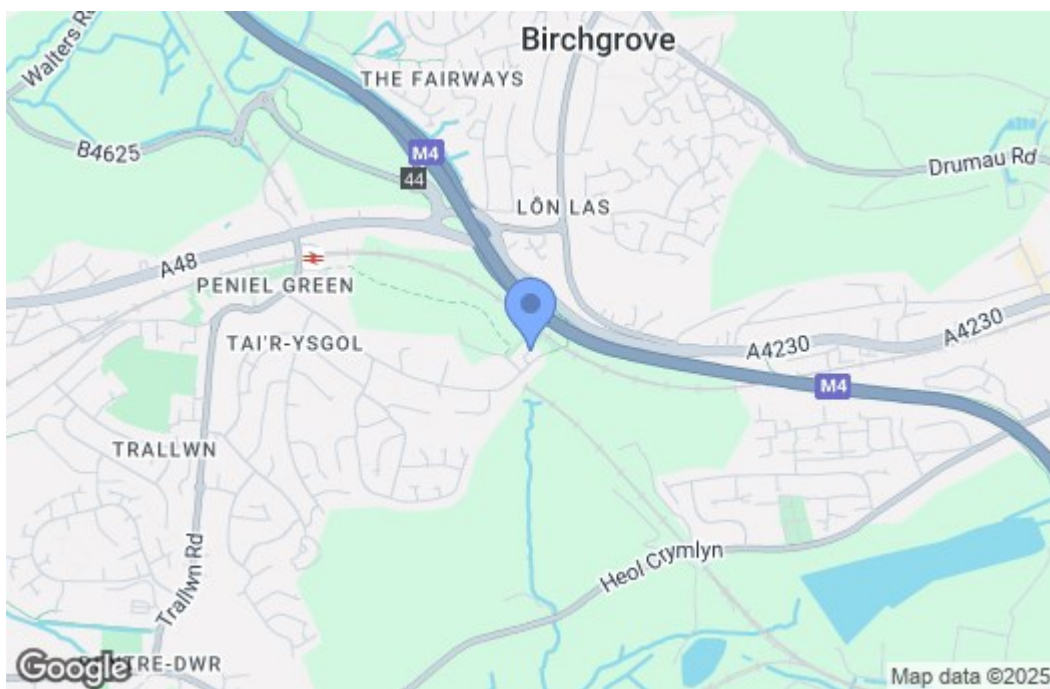 Birchgrove
Walters Rd
THE FAIRWAYS
B4625
M4
44
Drumau Rd
LÔN LAS
A48
PENIEL GREEN
A4230
A4230
TAI'R-YSGOL
M4
TRALLWN
Trallwn Rd
Heol Crymlyn
Google
NTRE-DWR
Map data ©2025